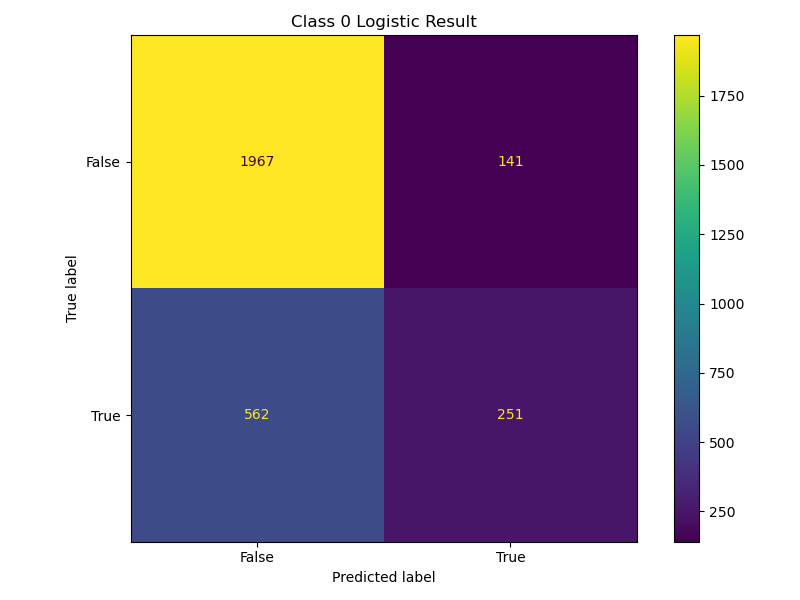 Class 0 Logistic Result
True label
False
1967
141
True
562
251
False
True
Predicted label
1750
1500
1250
1000
750
500
250